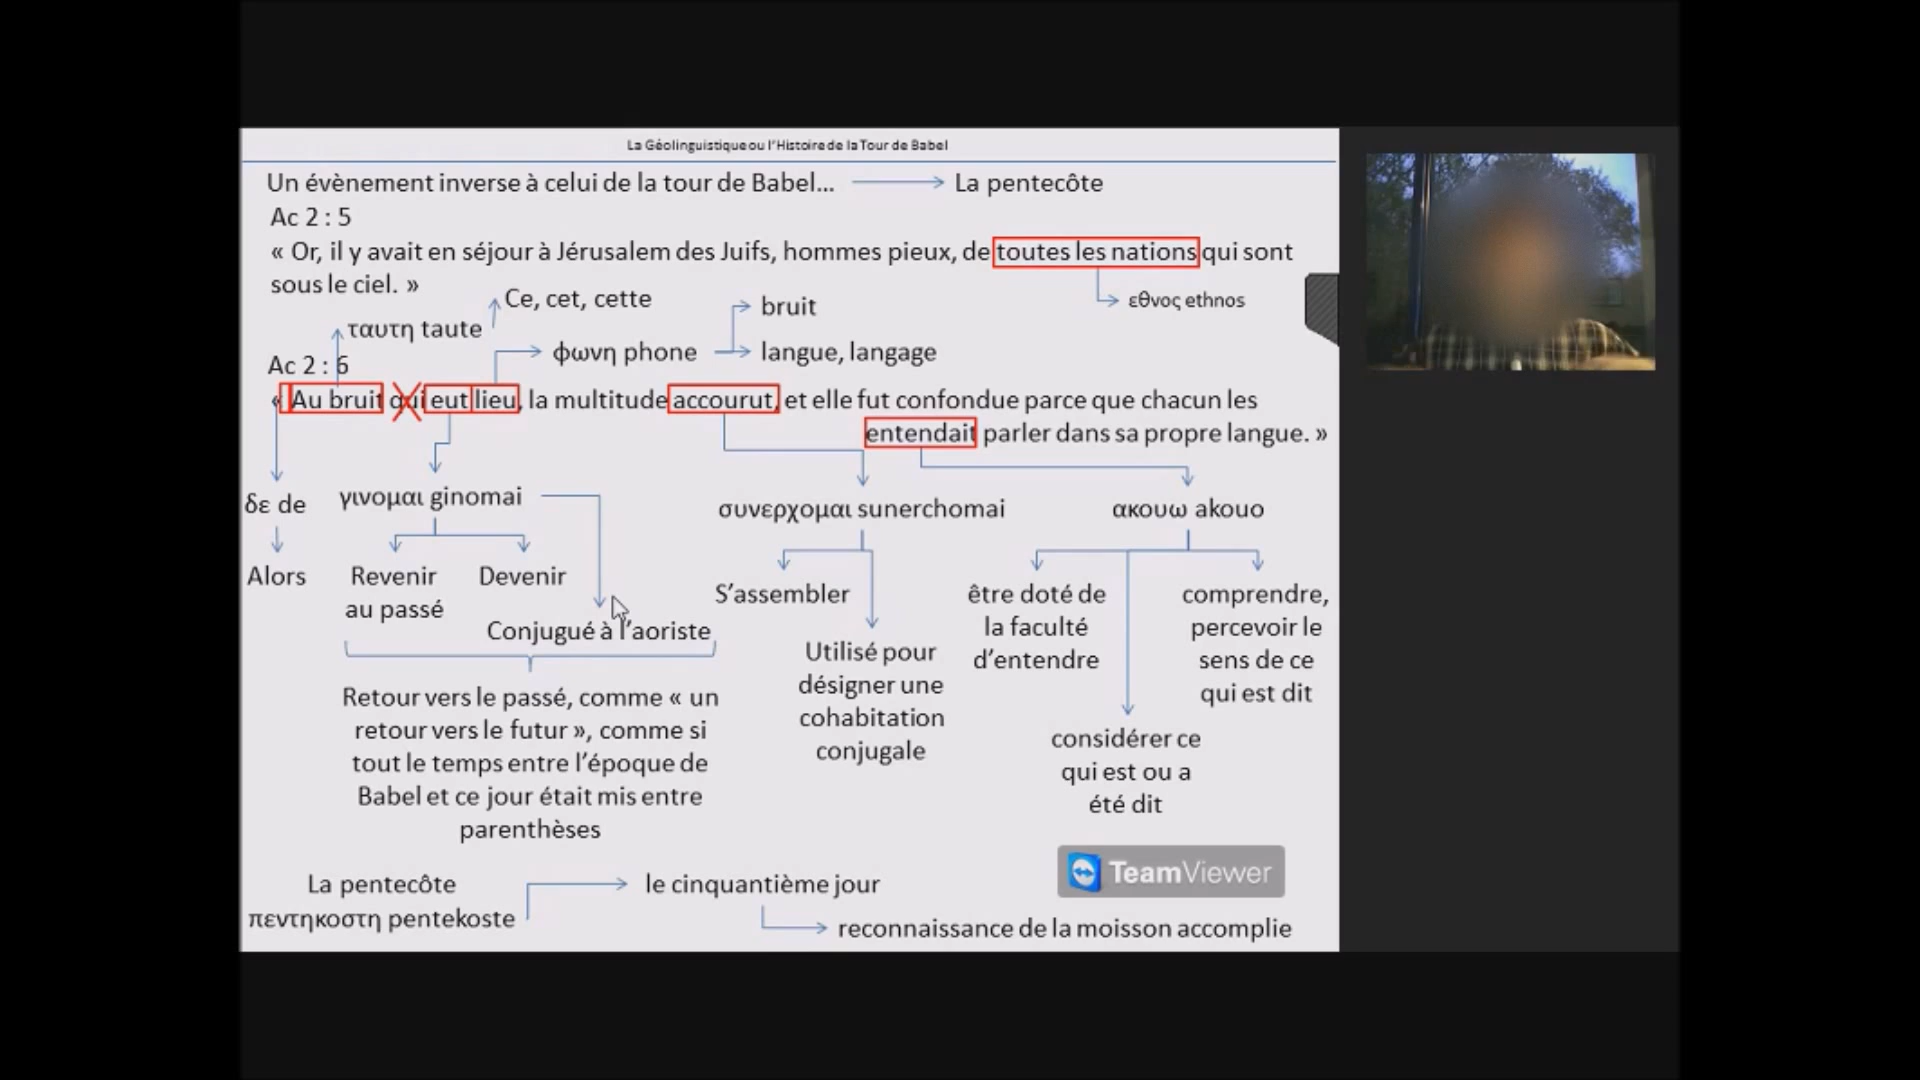 La Géolinguistique ou l'Histoire de la Tour de Babel
Un évènement inverse à celui de la tour de Babel... La pentecôte
Ac 2 : 5
« Or, il y avait en séjour à Jérusalem des Juifs, hommes pieux, de toutes les nations qui sont
sous le ciel. »
εθνος ethnos
Ce, cet, cette
ταυτη taute
bruit
φωνη phone
langue, langage
Ac 2 : 6
« Au bruit qui eut lieu, la multitude accourut, et elle fut confondue parce que chacun les
entendait parler dans sa propre langue. »
δε de
Alors
γινομαι ginomai
Revenir
au passé
Devenir
Conjugué à l'aoriste
Retour vers le passé, comme « un
retour vers le futur », comme si
tout le temps entre l'époque de
Babel et ce jour était mis entre
parenthèses
συνερχομαι sunerchomai
S'assembler
Utilisé pour
désigner une
cohabitation
conjugale
ακουω akouo
être doté de
la faculté
d'entendre
considérer ce
qui est ou a
été dit
comprendre,
percevoir le
sens de ce
qui est dit
TeamViewer
La pentecôte
πεντηκοστη pentekoste
le cinquantième jour
reconnaissance de la moisson accomplie